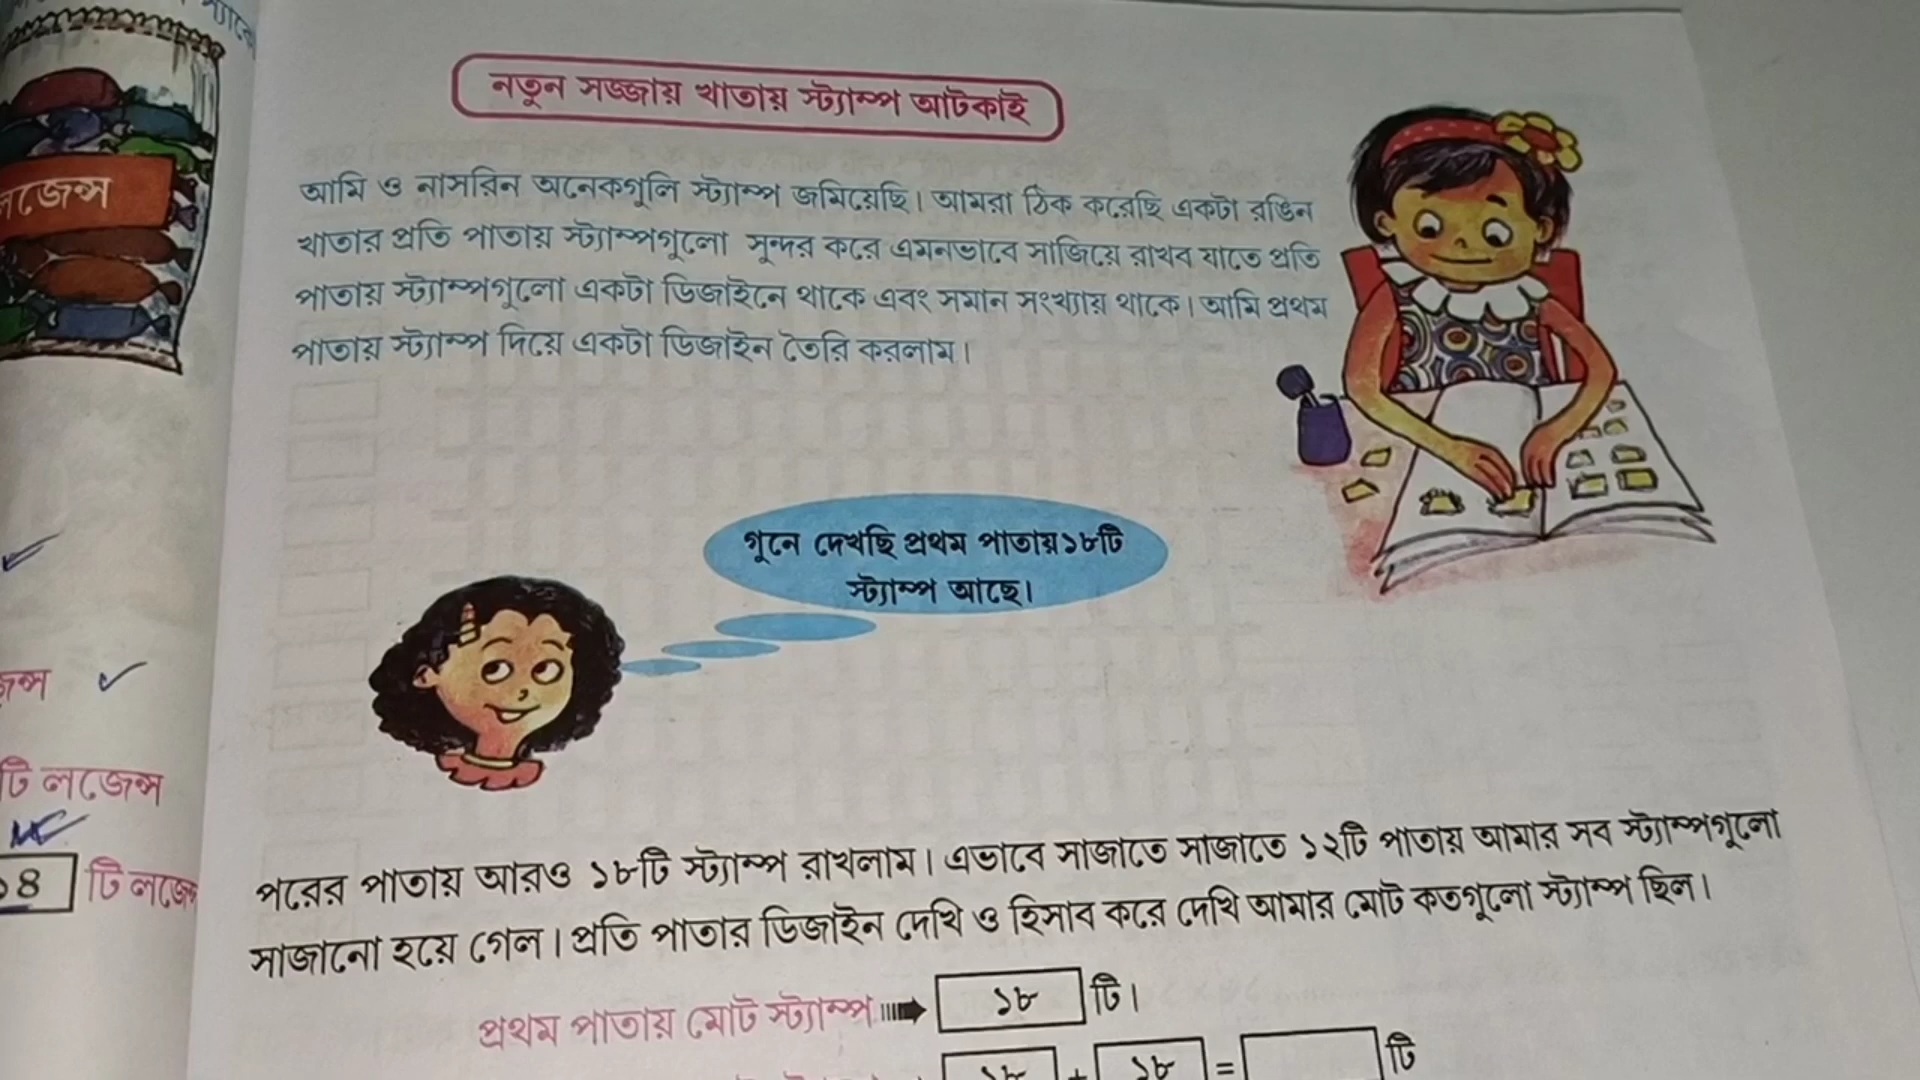 লজেন্স
টি লজেন্স
টি লজে
নতুন সজ্জায় খাতায় স্ট্যাম্প আটকাই
আমি ও নাসরিন অনেকগুলি স্ট্যাম্প জমিয়েছি। আমরা ঠিক করেছি একটা রঙিন
খাতার প্রতি পাতায় স্ট্যাম্পগুলো সুন্দর করে এমনভাবে সাজিয়ে রাখব যাতে প্রতি
পাতায় স্ট্যাম্পগুলো একটা ডিজাইনে থাকে এবং সমান সংখ্যায় থাকে। আমি প্রথম
পাতায় স্ট্যাম্প দিয়ে একটা ডিজাইন তৈরি করলাম।
গুনে দেখছি প্রথম পাতায় ১৮টি
স্ট্যাম্প আছে।
পরের পাতায় আরও ১৮টি স্ট্যাম্প রাখলাম। এভাবে সাজাতে সাজাতে ১২টি পাতায় আমার সব স্ট্যাম্পগুলো
সাজানো হয়ে গেল। প্রতি পাতার ডিজাইন দেখি ও হিসাব করে দেখি আমার মোট কতগুলো স্ট্যাম্প ছিল।
প্রথম পাতায় মোট স্ট্যাম্প ১৮ টি।
১৮ + ১৮ = টি